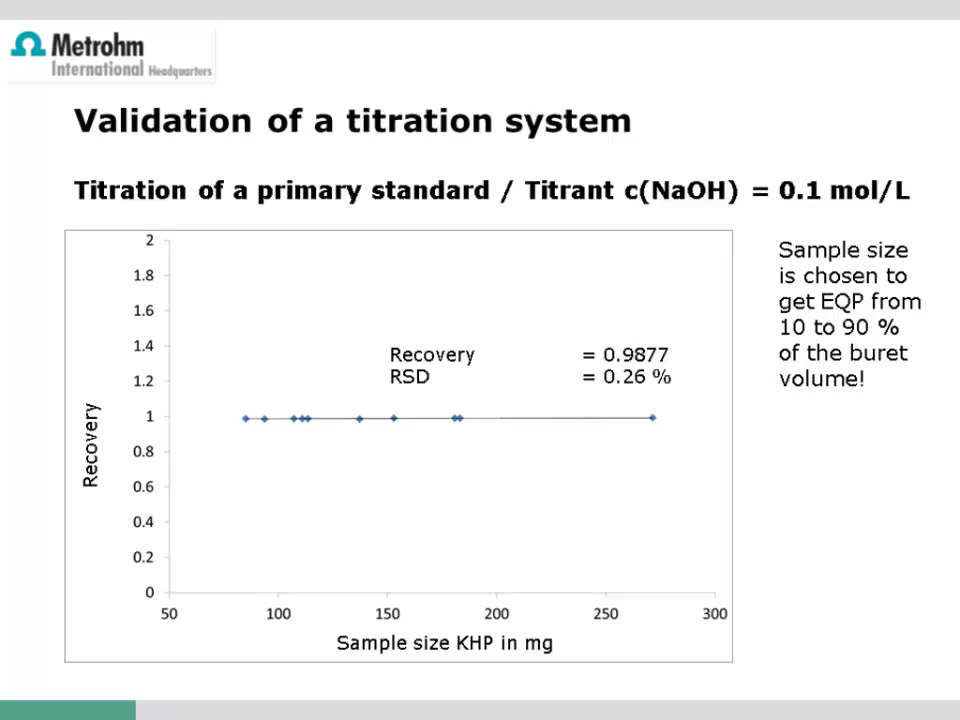 Metrohm
International Headquarters
Validation of a titration system
Titration of a primary standard / Titrant c(NaOH) = 0.1 mol/L
2
1.8
1.6
1.4
1.2
1
0.8
0.6
0.4
0.2
0
Recovery
Recovery = 0.9877
RSD = 0.26 %
50 100 150 200 250 300
Sample size KHP in mg
Sample size
is chosen to
get EQP from
10 to 90 %
of the buret
volume!